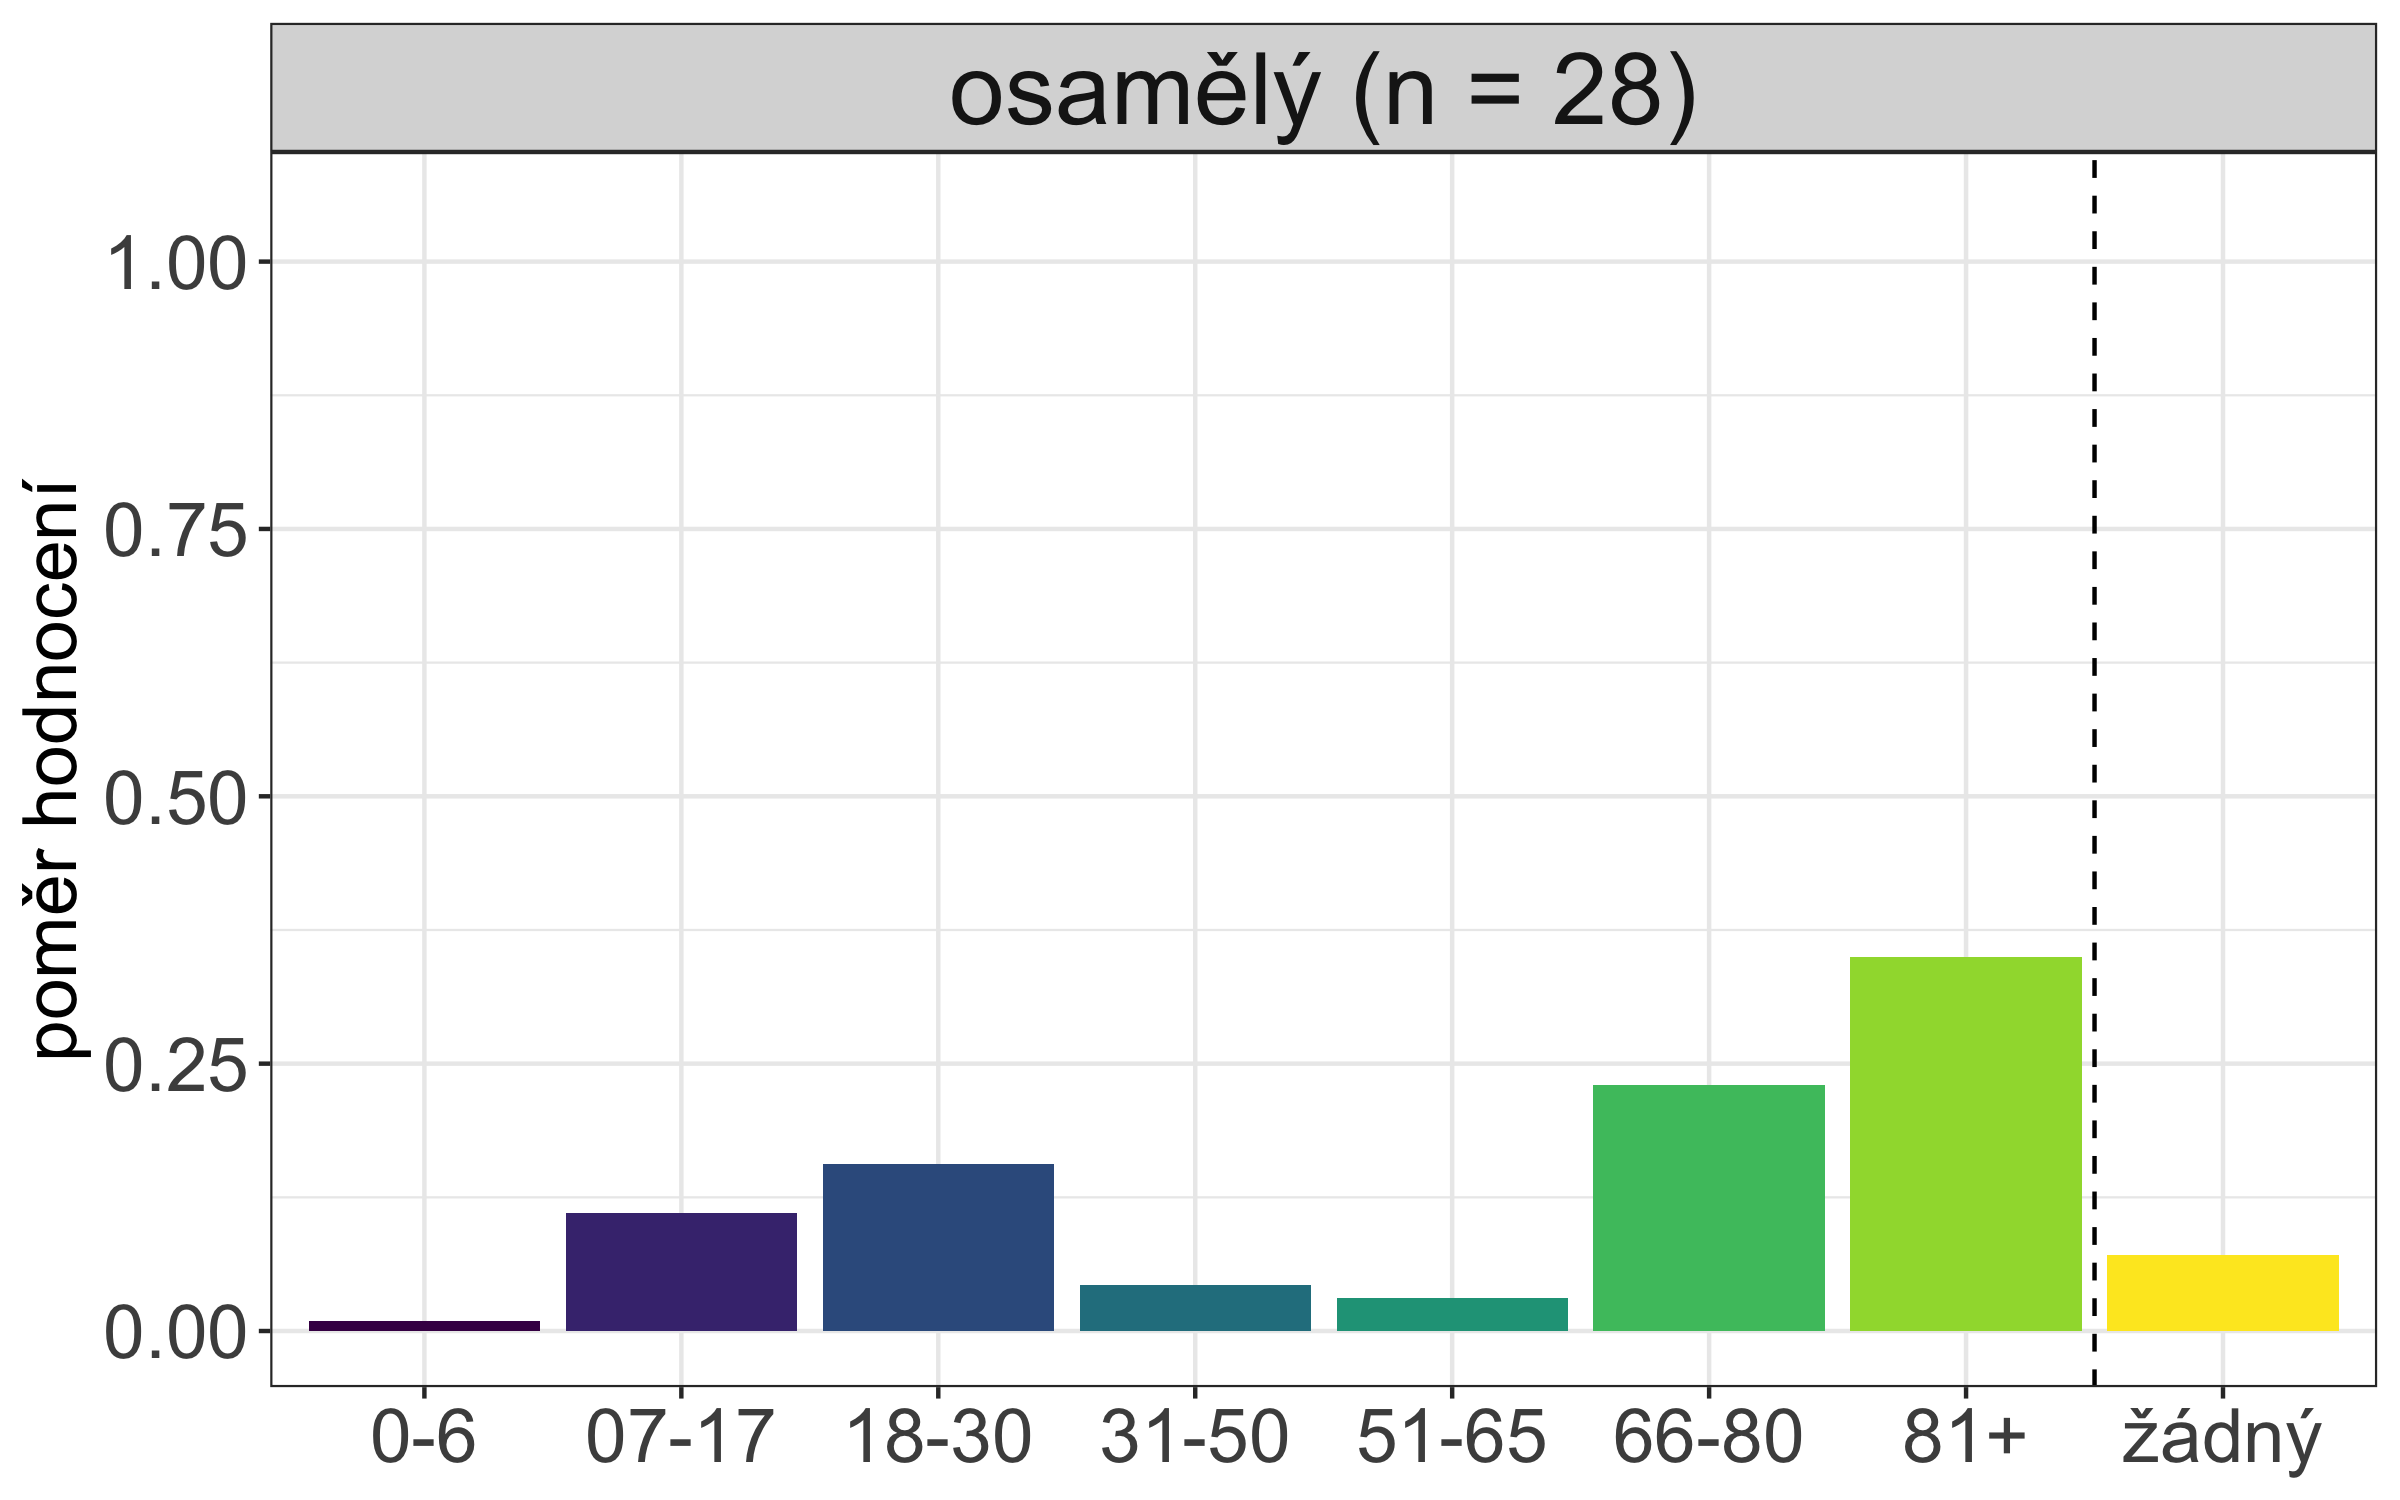 osamělý (n = 28)
poměr hodnocení
1.00
0.75
0.50
0.25
0.00
0-6 07-17 18-30 31-50 51-65 66-80 81+ žádný